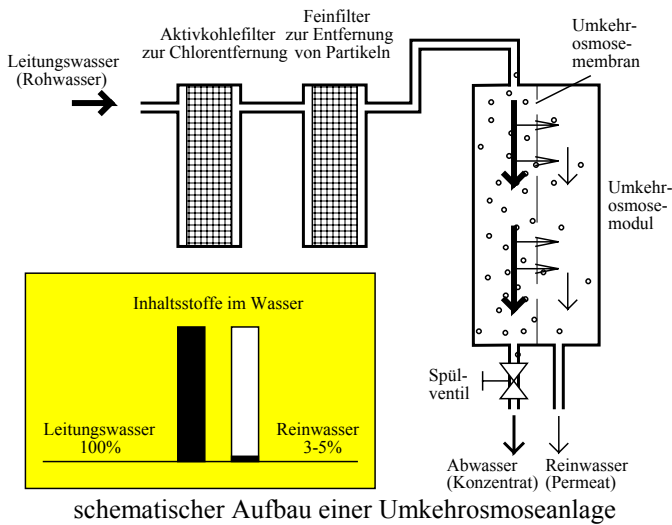 Leitungswasser
(Rohwasser)
Aktivkohlefilter
zur Chlorentfernung
Feinfilter
zur Entfernung
von Partikeln
Umkehr-
osmose-
membran
Umkehr-
osmose-
modul
Inhaltsstoffe im Wasser
Leitungswasser
100%
Reinwasser
3-5%
Spül-
ventil
Abwasser
(Konzentrat)
Reinwasser
(Permeat)
schematischer Aufbau einer Umkehrosmoseanlage